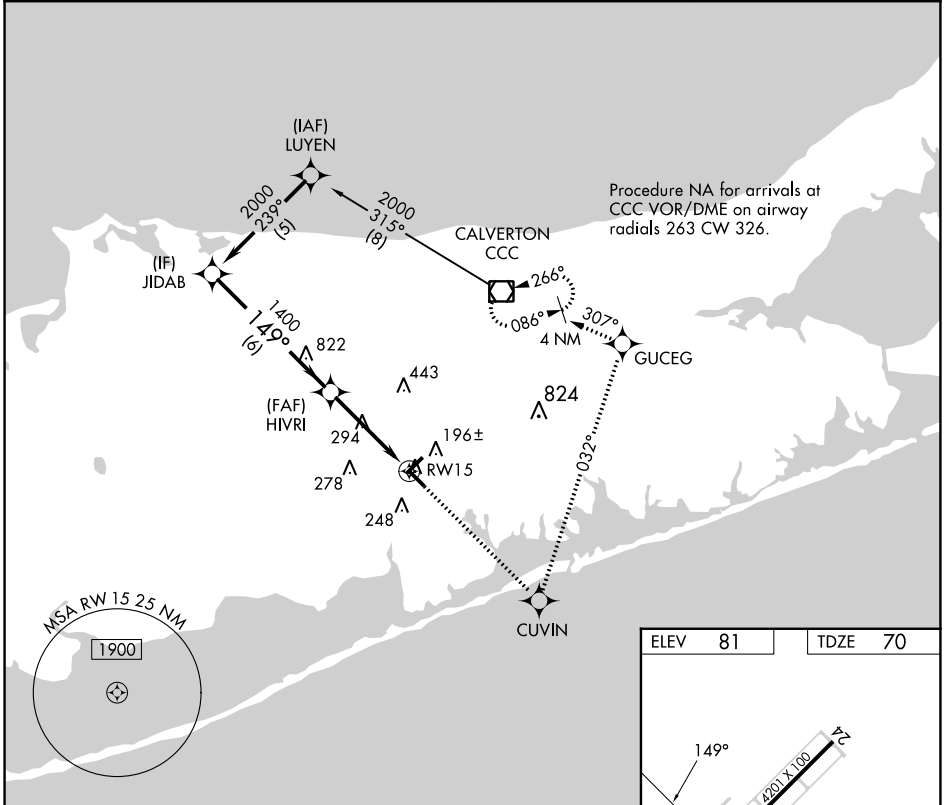 (IAF)
LUYEN
2000
239°
(5)
2000
315°
(8)
Procedure NA for arrivals at
CCC VOR/DME on airway
radials 263 CW 326.
CALVERTON
CCC
(IF)
JIDAB
266°
086°
4 NM
307°
GUCEG
1400
149°
(6)
822
443
824
(FAF)
HIVRI
294
196±
RW15
278
248
032°
CUVIN
MSA RW 15 25 NM
1900
ELEV 81
TDZE 70
149°
4201 X 100
24